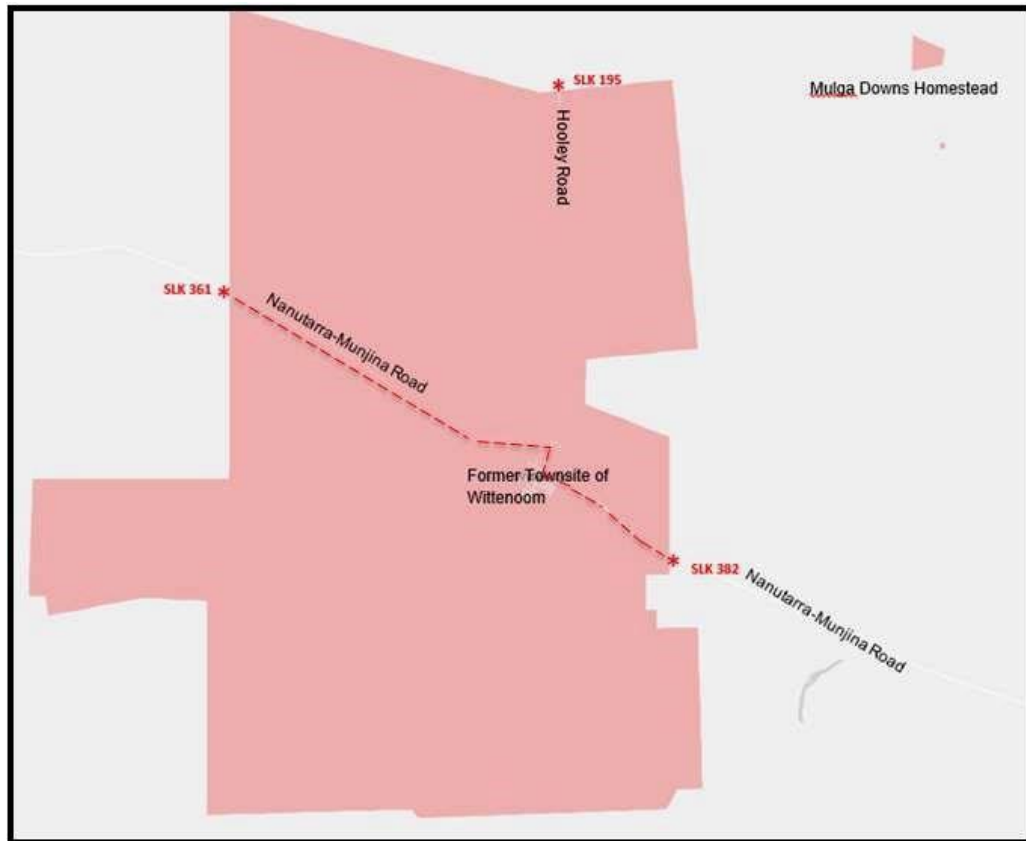 SLK 195
Mulga Downs Homestead
Hooley Road
SLK 361
Nanutarra-Munjina Road
Former Townsite of
Wittenoom
SLK 382
Nanutarra-Munjina Road